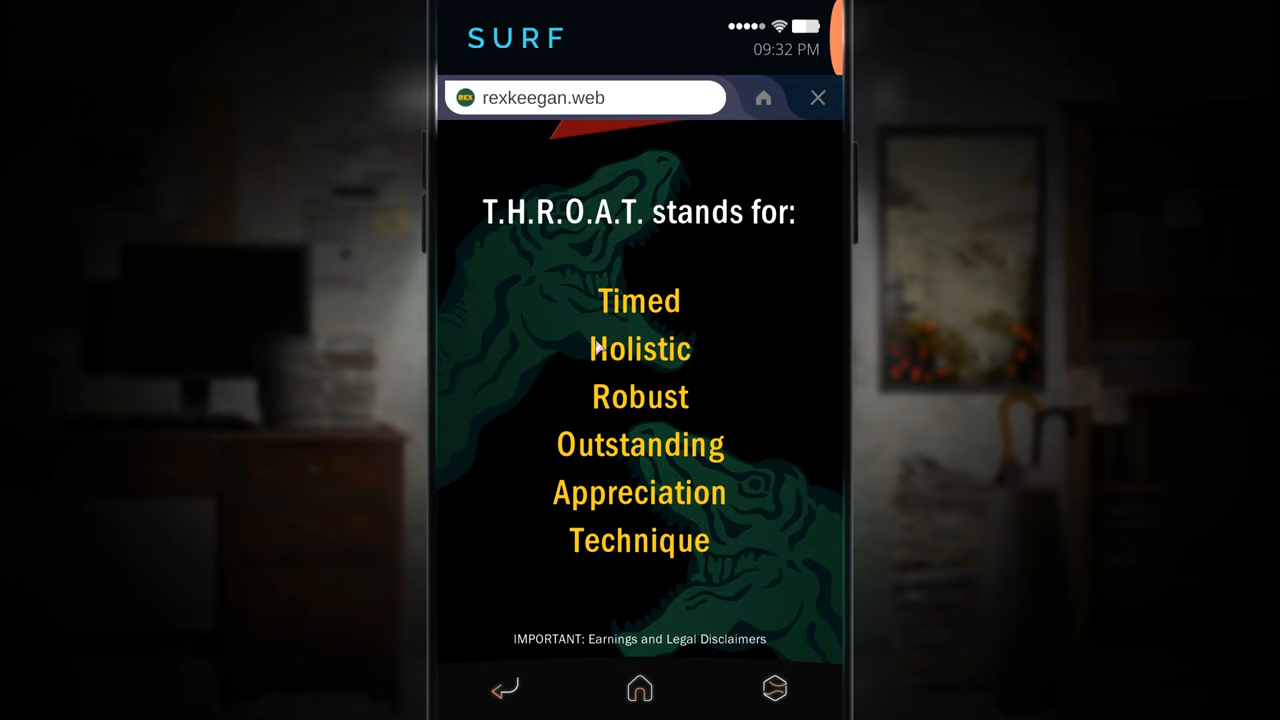 SURF
09:32 PM
REX rexkeegan.web
T.H.R.O.A.T. stands for:
Timed
Holistic
Robust
Outstanding
Appreciation
Technique
IMPORTANT: Earnings and Legal Disclaimers